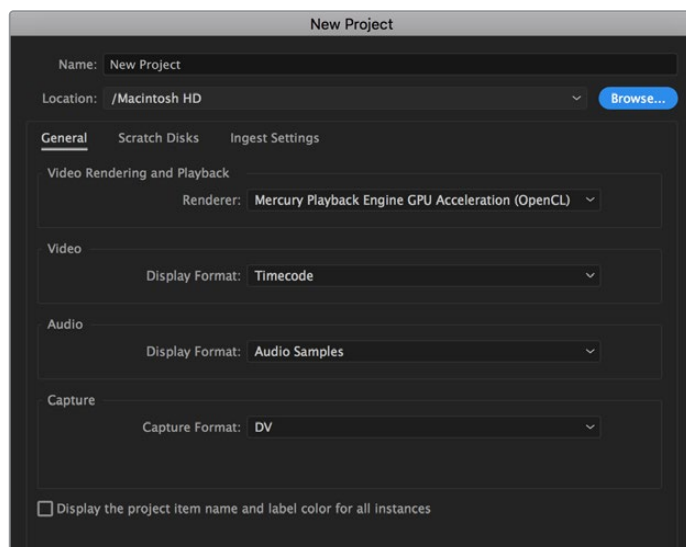 New Project
Name: New Project
Location: /Macintosh HD Browse...
General Scratch Disks Ingest Settings
Video Rendering and Playback
Renderer: Mercury Playback Engine GPU Acceleration (OpenCL)
Video
Display Format: Timecode
Audio
Display Format: Audio Samples
Capture
Capture Format: DV
Display the project item name and label color for all instances